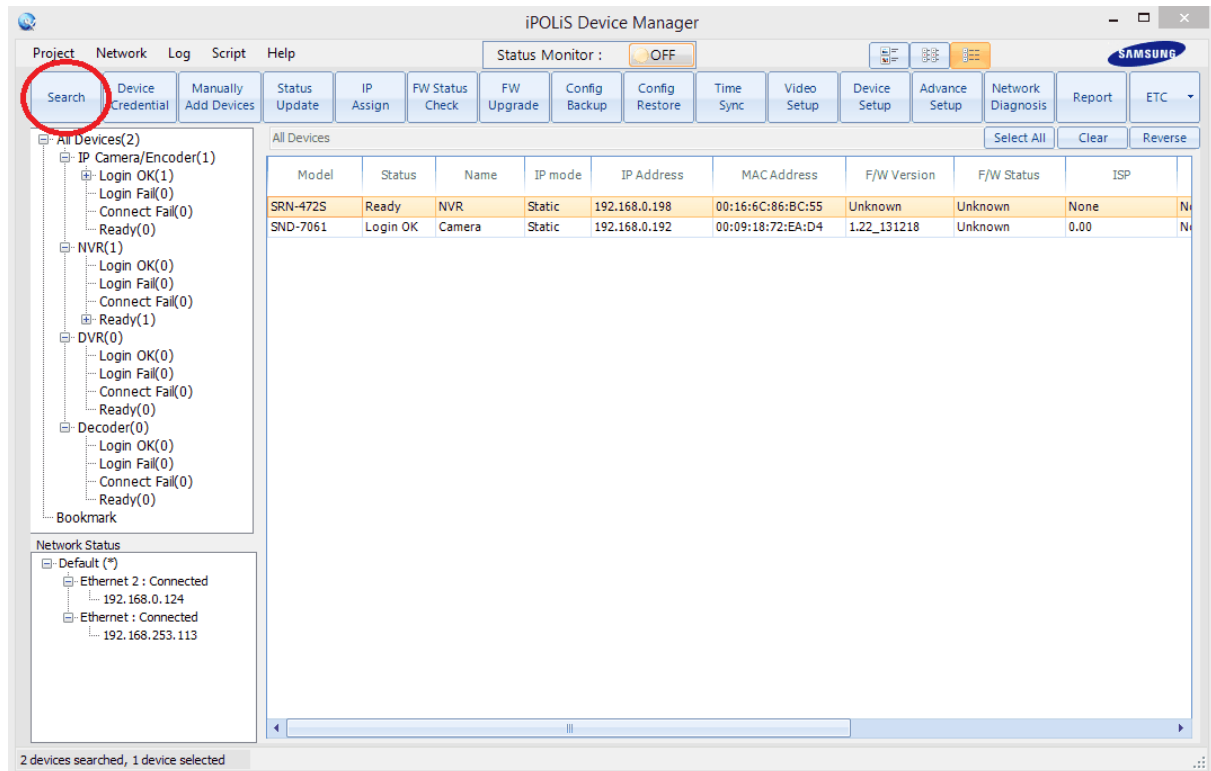 iPOLiS Device Manager
Project Network Log Script Help Status Monitor : OFF SAMSUNG
Search Device Credential Manually Add Devices Status Update IP Assign FW Status Check FW Upgrade Config Backup Config Restore Time Sync Video Setup Device Setup Advance Setup Network Diagnosis Report ETC
All Devices Select All Clear Reverse
All Devices(2)
IP Camera/Encoder(1)
Login OK(1)
Login Fail(0)
Connect Fail(0)
Ready(0)
NVR(1)
Login OK(0)
Login Fail(0)
Connect Fail(0)
Ready(1)
DVR(0)
Login OK(0)
Login Fail(0)
Connect Fail(0)
Ready(0)
Decoder(0)
Login OK(0)
Login Fail(0)
Connect Fail(0)
Ready(0)
Bookmark
Model Status Name IP mode IP Address MAC Address F/W Version F/W Status ISP
SRN-472S Ready NVR Static 192.168.0.198 00:16:6C:86:BC:55 Unknown Unknown None
SND-7061 Login OK Camera Static 192.168.0.192 00:09:18:72:EA:D4 1.22_131218 Unknown 0.00
Network Status
Default (*)
Ethernet 2 : Connected
192.168.0.124
Ethernet : Connected
192.168.253.113
2 devices searched, 1 device selected